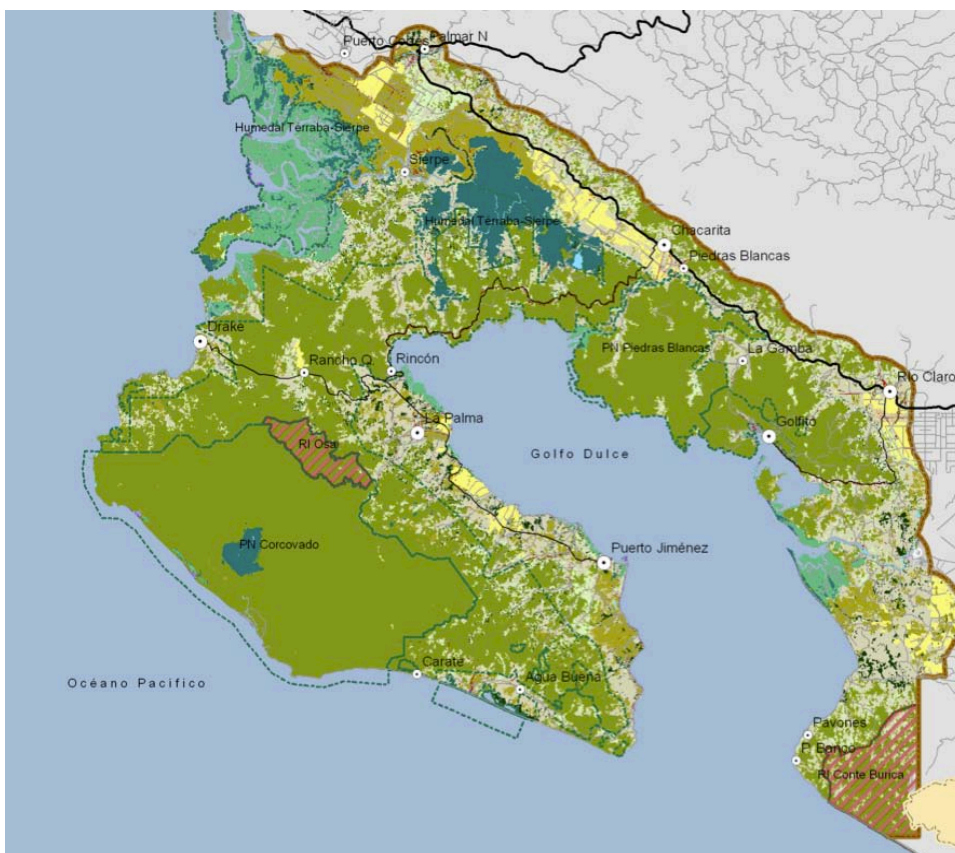 Puerto Cortés
Palmar N
Humedal Terraba-Sierpe
Sierpe
Humedal Terraba-Sierpe
Chacarita
Piedras Blancas
Drake
Rancho Q
Rincón
PN Piedras Blancas
La Gamba
Río Claro
La Palma
Golfito
RI Osa
Golfo Dulce
PN Corcovado
Puerto Jiménez
Carate
Agua Buena
Océano Pacífico
Pavones
P. Banco
RI Conte Burica